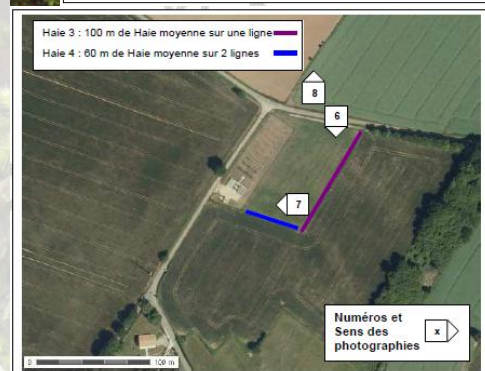 Haie 3 : 100 m de Haie moyenne sur une ligne
Haie 4 : 60 m de Haie moyenne sur 2 lignes
8
6
7
Numéros et
Sens des
photographies
x
0
100 m